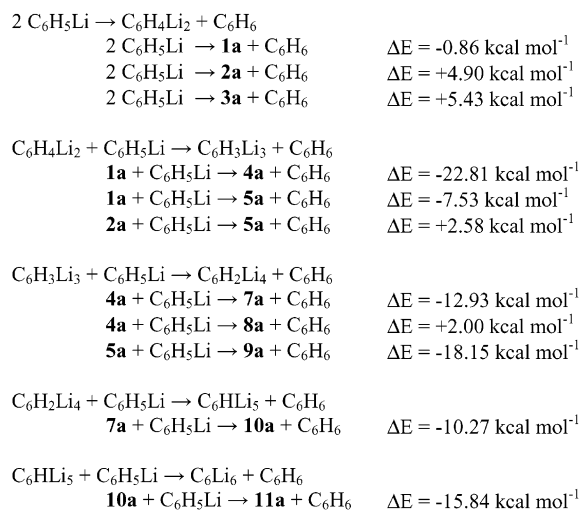 2 C₆H₅Li → C₆H₄Li₂ + C₆H₆
2 C₆H₅Li → 1a + C₆H₆ ΔE = -0.86 kcal mol⁻¹
2 C₆H₅Li → 2a + C₆H₆ ΔE = +4.90 kcal mol⁻¹
2 C₆H₅Li → 3a + C₆H₆ ΔE = +5.43 kcal mol⁻¹
C₆H₄Li₂ + C₆H₅Li → C₆H₃Li₃ + C₆H₆
1a + C₆H₅Li → 4a + C₆H₆ ΔE = -22.81 kcal mol⁻¹
1a + C₆H₅Li → 5a + C₆H₆ ΔE = -7.53 kcal mol⁻¹
2a + C₆H₅Li → 5a + C₆H₆ ΔE = +2.58 kcal mol⁻¹
C₆H₃Li₃ + C₆H₅Li → C₆H₂Li₄ + C₆H₆
4a + C₆H₅Li → 7a + C₆H₆ ΔE = -12.93 kcal mol⁻¹
4a + C₆H₅Li → 8a + C₆H₆ ΔE = +2.00 kcal mol⁻¹
5a + C₆H₅Li → 9a + C₆H₆ ΔE = -18.15 kcal mol⁻¹
C₆H₂Li₄ + C₆H₅Li → C₆HLi₅ + C₆H₆
7a + C₆H₅Li → 10a + C₆H₆ ΔE = -10.27 kcal mol⁻¹
C₆HLi₅ + C₆H₅Li → C₆Li₆ + C₆H₆
10a + C₆H₅Li → 11a + C₆H₆ ΔE = -15.84 kcal mol⁻¹